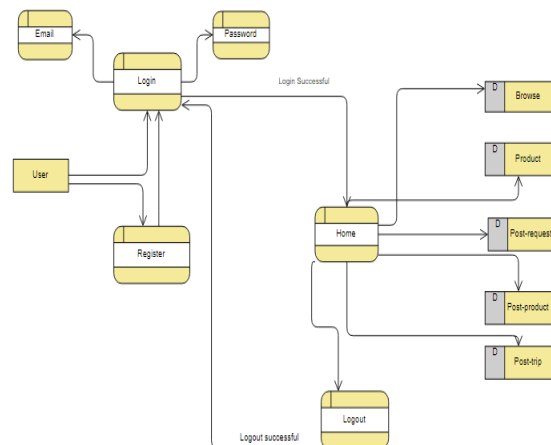 Email
Password
Login
Login Successful
D
Browse
D
Product
User
D
Post-request
Home
Register
D
Post-product
D
Post-trip
Logout
Logout successful